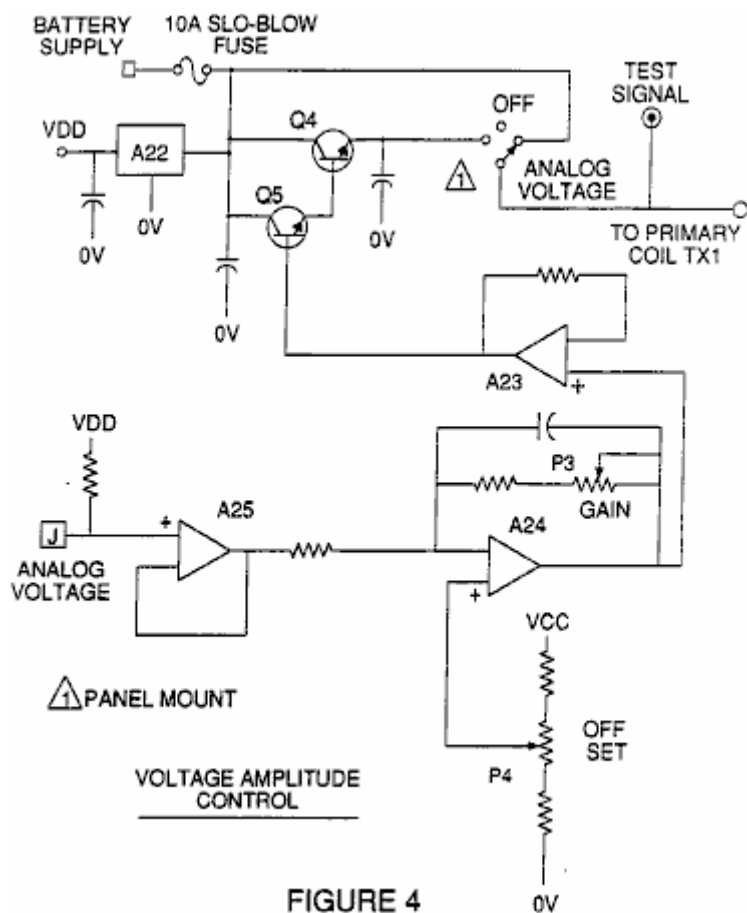 BATTERY
SUPPLY
10A SLO-BLOW
FUSE
TEST
SIGNAL
VDD
A22
Q4
OFF
1
ANALOG
VOLTAGE
Q5
0V
0V
0V
0V
TO PRIMARY
COIL TX1
A23
+
VDD
P3
GAIN
J
+
A25
A24
+
ANALOG
VOLTAGE
VCC
1 PANEL MOUNT
OFF
SET
P4
VOLTAGE AMPLITUDE
CONTROL
0V
FIGURE 4